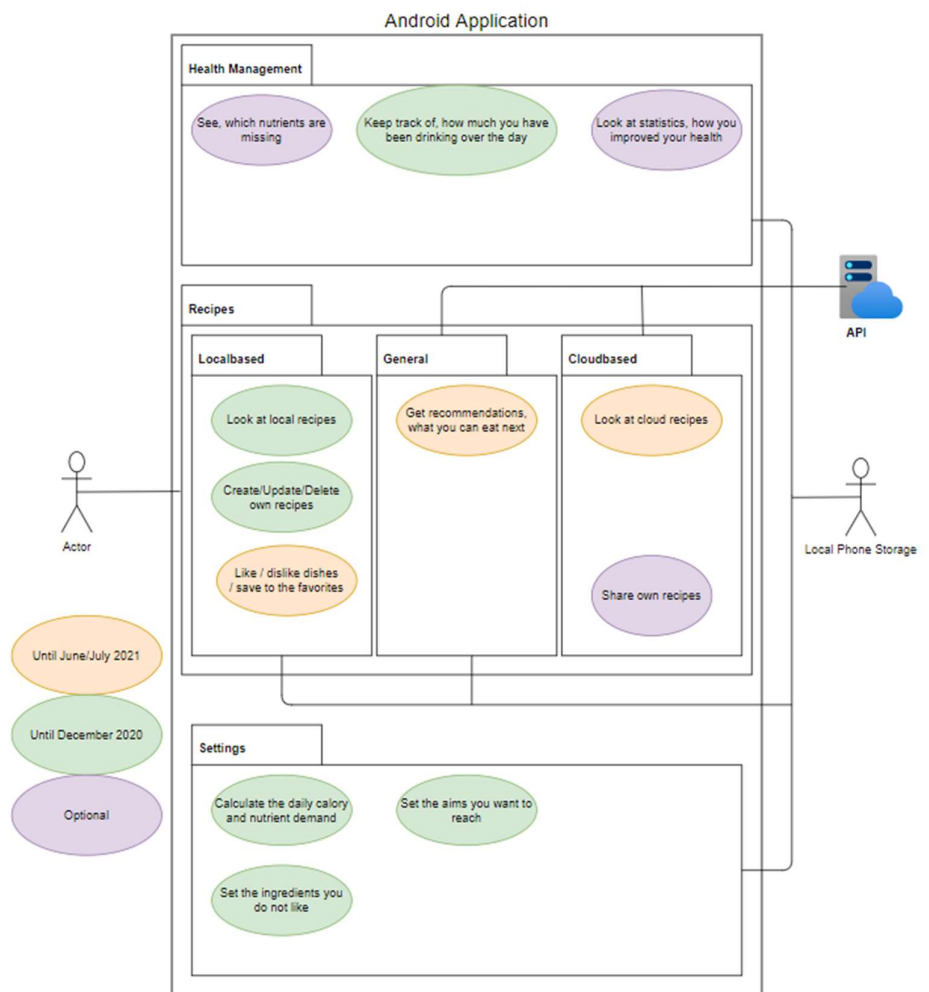 Android Application
Health Management
See, which nutrients are
missing
Keep track of, how much you have
been drinking over the day
Look at statistics, how you
improved your health
API
Recipes
Localbased
Look at local recipes
Create/Update/Delete
own recipes
Like / dislike dishes
/ save to the favorites
General
Get recommendations,
what you can eat next
Cloudbased
Look at cloud recipes
Share own recipes
Actor
Local Phone Storage
Until June/July 2021
Until December 2020
Optional
Settings
Calculate the daily calory
and nutrient demand
Set the aims you want to
reach
Set the ingredients you
do not like